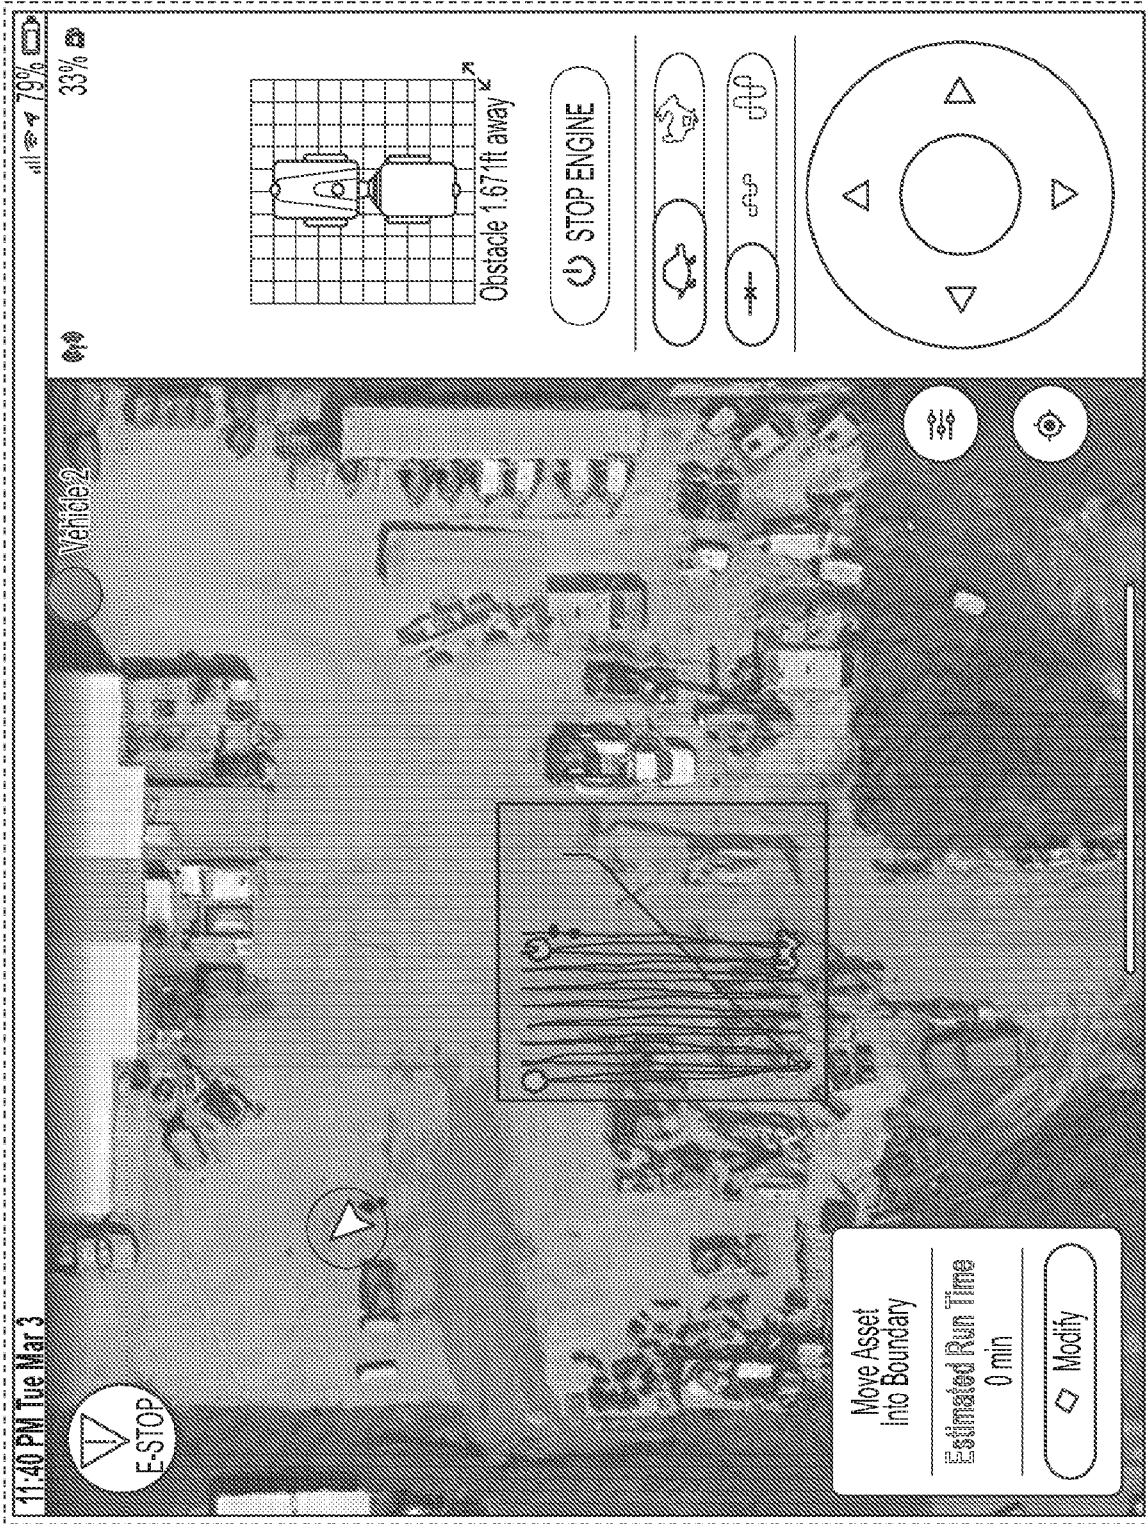 11:40 PM Tue Mar 3
79%
E-STOP
Vehicle 2
33%
Obstacle 1.671ft away
STOP ENGINE
Move Asset
Into Boundary
Estimated Run Time
0 min
Modify